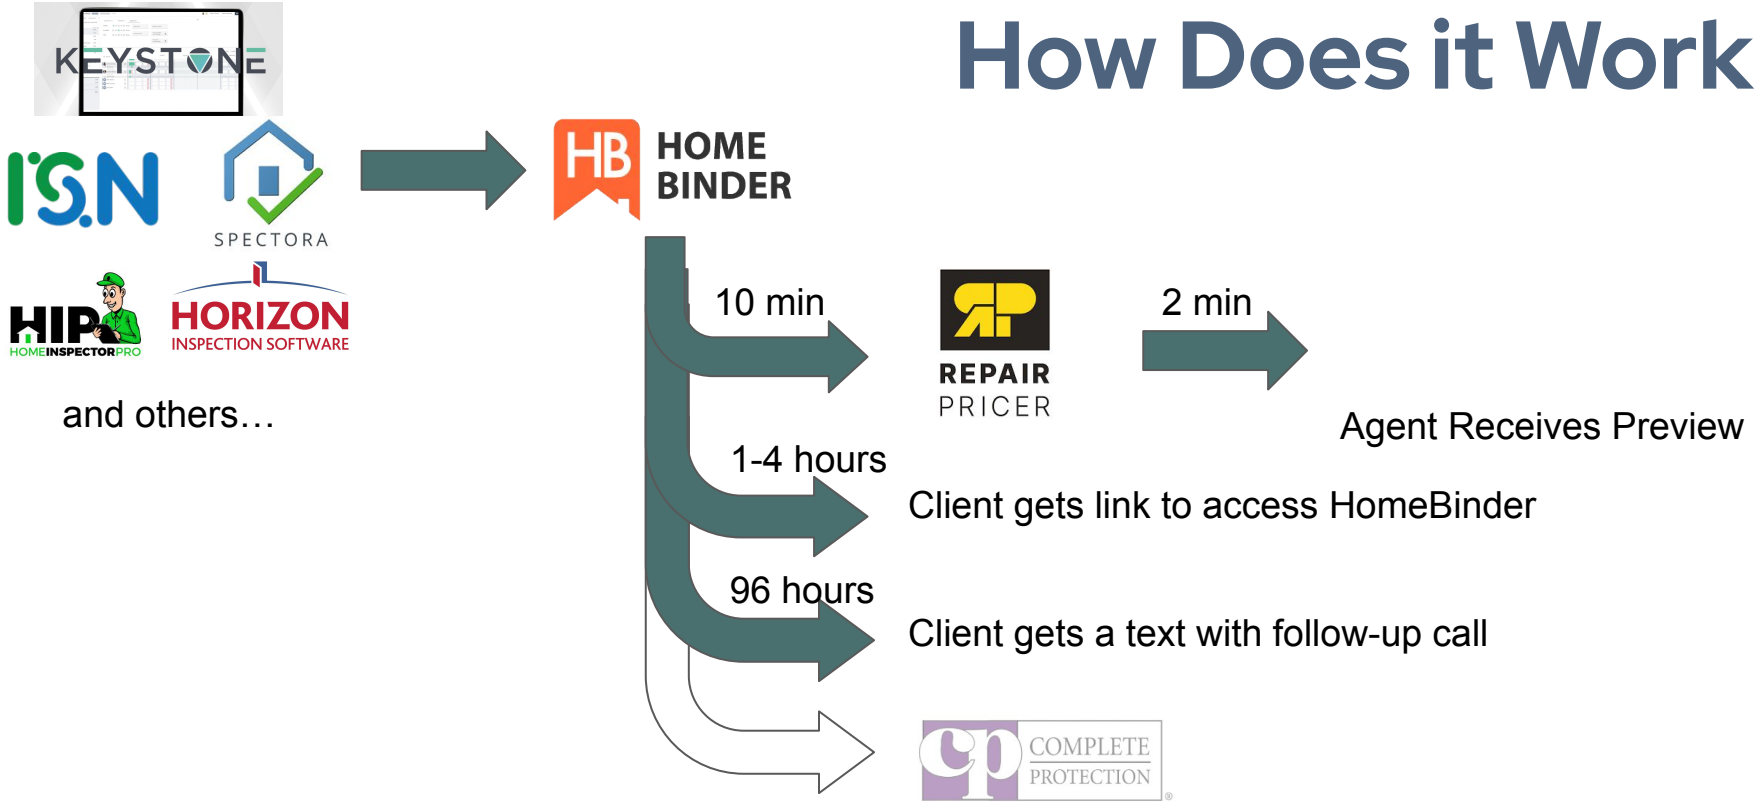 How Does it Work
KEYSTONE
ISN
SPECTORA
HB
HOME
BINDER
HIP
HOMEINSPECTORPRO
HORIZON
INSPECTION SOFTWARE
and others…
10 min
RP
REPAIR
PRICER
2 min
Agent Receives Preview
1-4 hours
Client gets link to access HomeBinder
96 hours
Client gets a text with follow-up call
cp
COMPLETE
PROTECTION
®